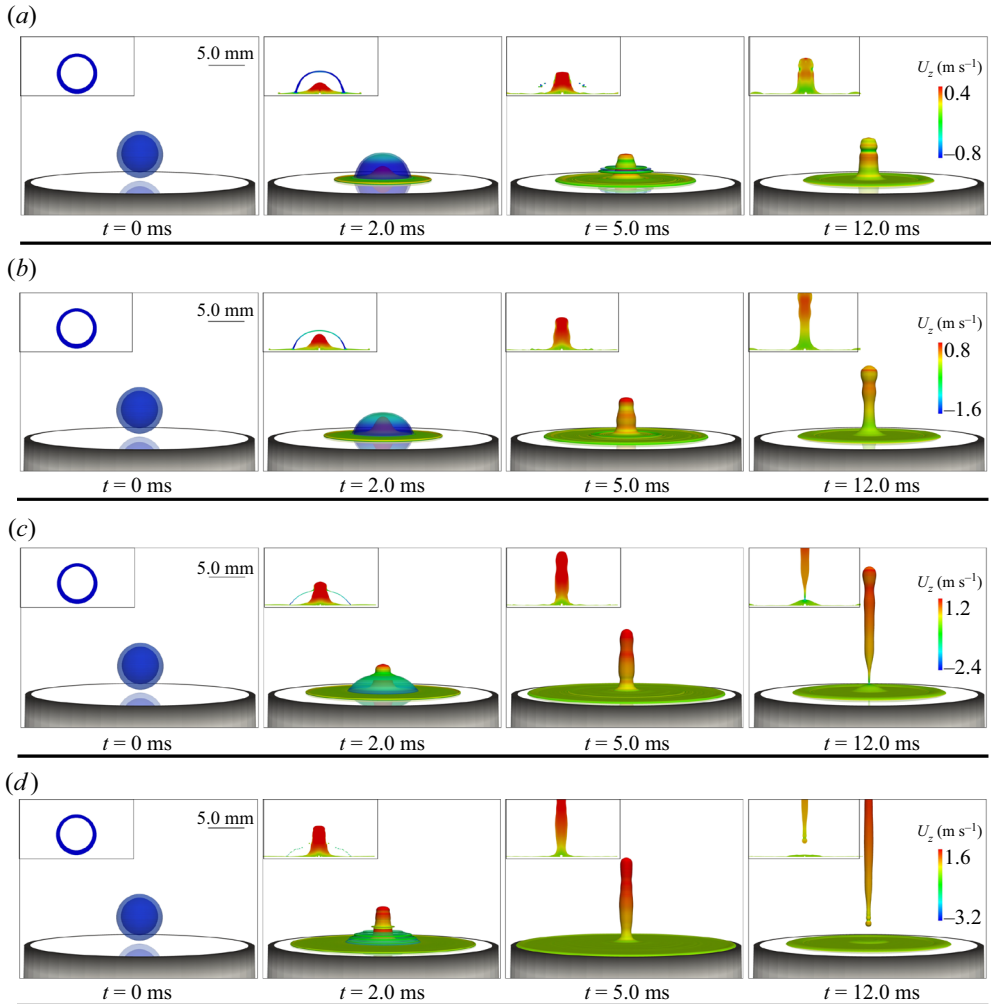 (a)
5.0 mm
U_z (m s⁻¹)
0.4
–0.8
t = 0 ms
t = 2.0 ms
t = 5.0 ms
t = 12.0 ms
(b)
5.0 mm
U_z (m s⁻¹)
0.8
–1.6
t = 0 ms
t = 2.0 ms
t = 5.0 ms
t = 12.0 ms
(c)
5.0 mm
U_z (m s⁻¹)
1.2
–2.4
t = 0 ms
t = 2.0 ms
t = 5.0 ms
t = 12.0 ms
(d)
5.0 mm
U_z (m s⁻¹)
1.6
–3.2
t = 0 ms
t = 2.0 ms
t = 5.0 ms
t = 12.0 ms